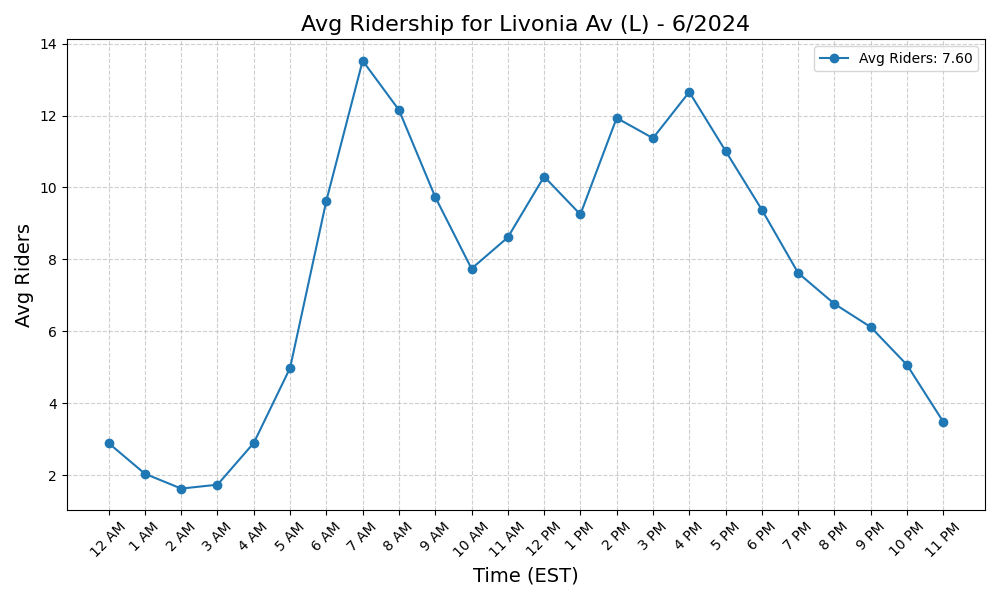 Avg Ridership for Livonia Av (L) - 6/2024
Avg Riders: 7.60
Avg Riders
14
12
10
8
6
4
2
12 AM
1 AM
2 AM
3 AM
4 AM
5 AM
6 AM
7 AM
8 AM
9 AM
10 AM
11 AM
12 PM
1 PM
2 PM
3 PM
4 PM
5 PM
6 PM
7 PM
8 PM
9 PM
10 PM
11 PM
Time (EST)